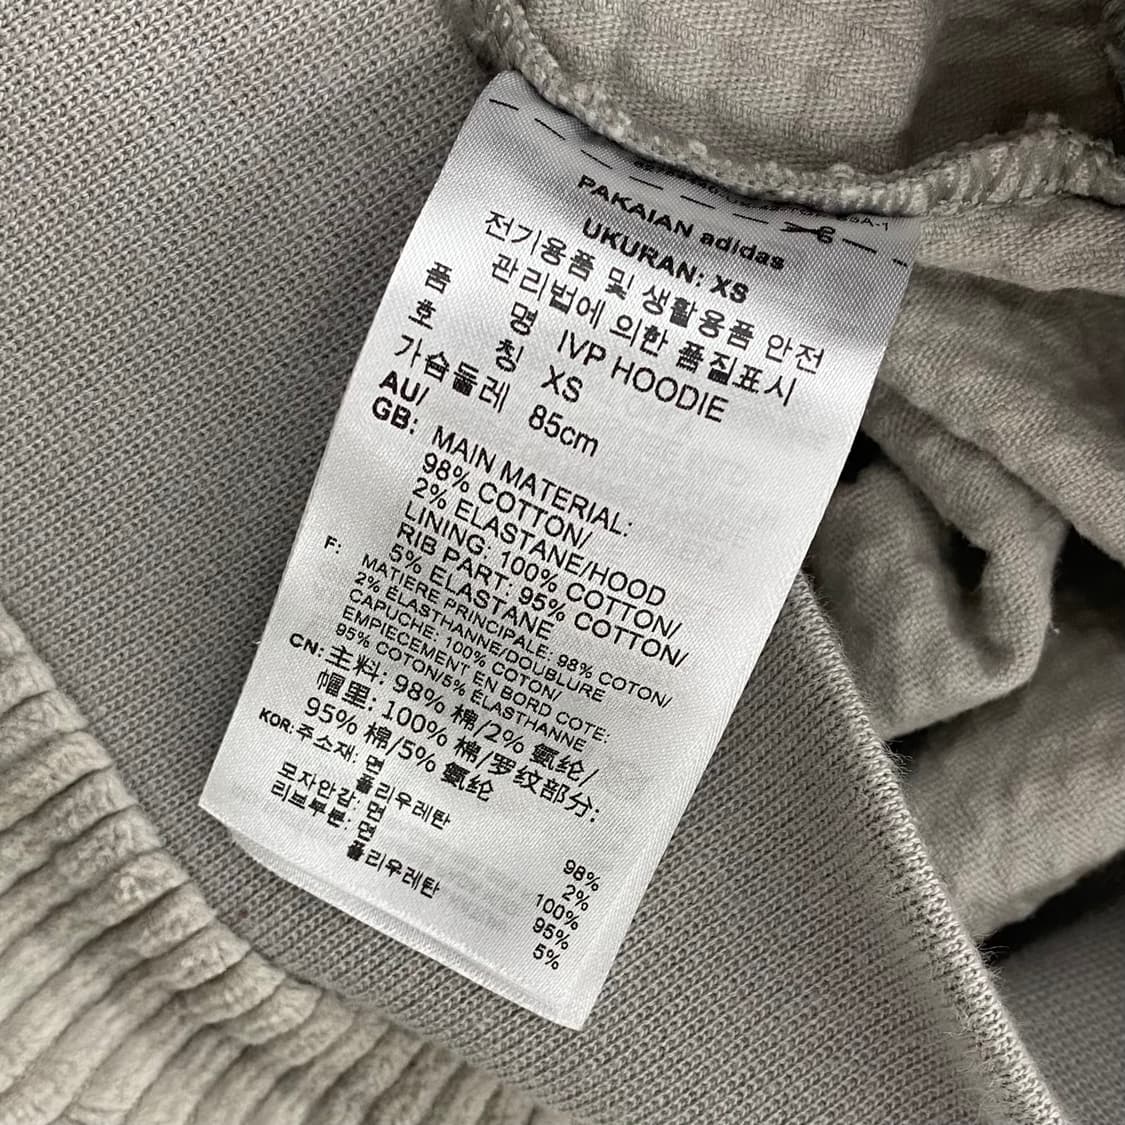 PAKAIAN adidas
UKURAN: XS
전기용품 및 생활용품 안전
관리법에 의한 품질표시
품 명 IVP HOODIE
호 칭 XS
가슴둘레 85cm
AU/
GB: MAIN MATERIAL:
98% COTTON/
2% ELASTANE/HOOD
LINING: 100% COTTON/
RIB PART: 95% COTTON/
5% ELASTANE
F: MATIERE PRINCIPALE: 98% COTON/
2% ÉLASTHANNE/DOUBLURE
CAPUCHE: 100% COTON/
EMPIECEMENT EN BORD COTE:
95% COTON/5% ÉLASTHANNE
CN: 主料: 98% 棉/2% 氨纶/
帽里: 100% 棉/罗纹部分:
95% 棉/5% 氨纶
KOR: 주소재: 면 98%
폴리우레탄 2%
모자안감: 면 100%
리브부분: 면 95%
폴리우레탄 5%